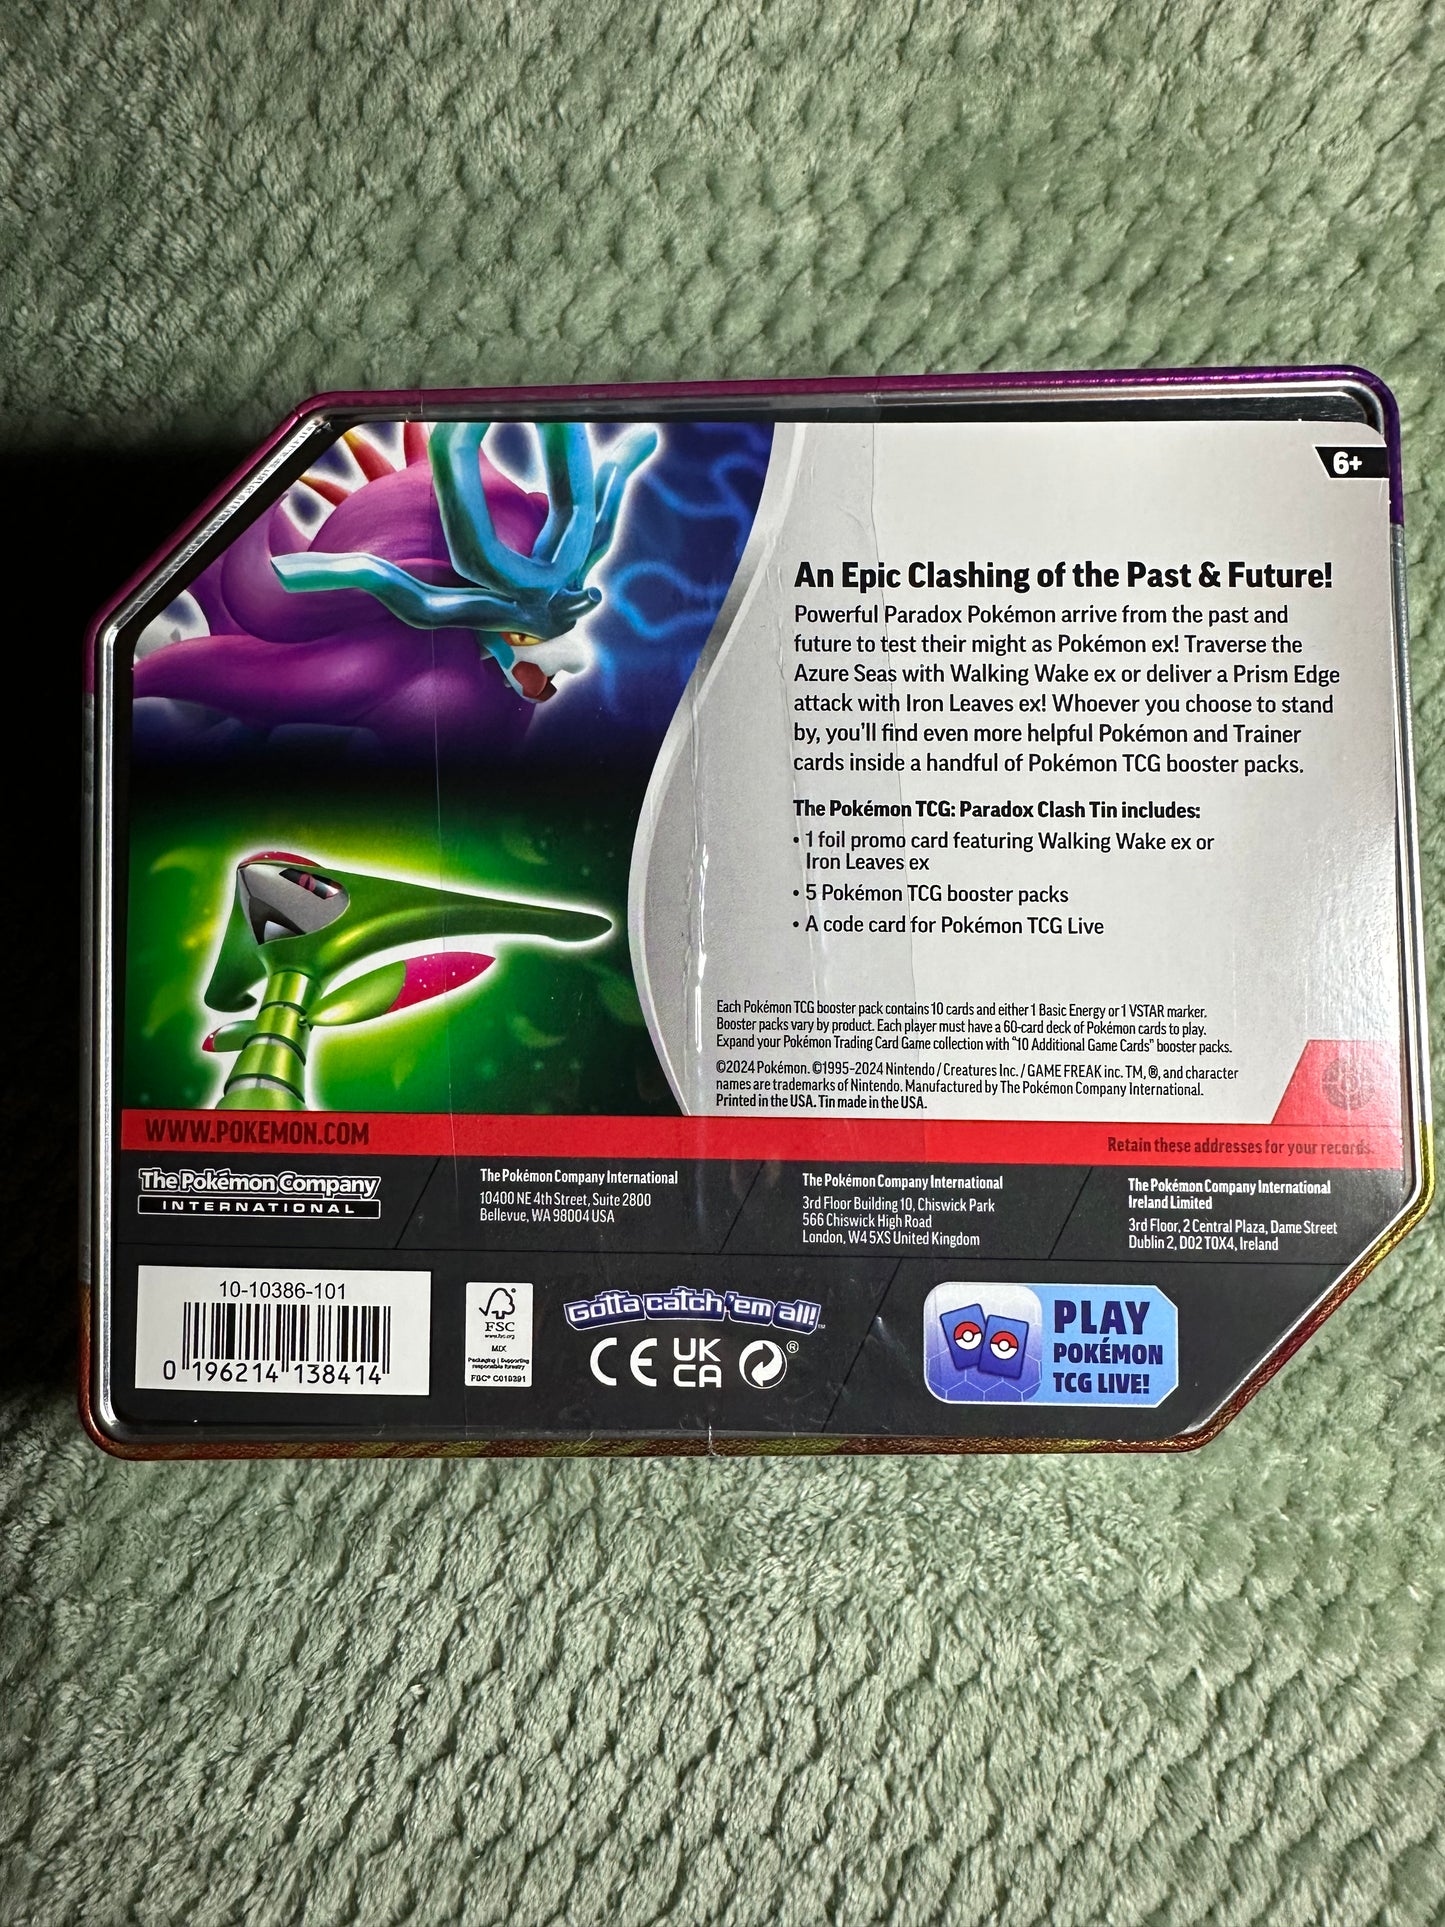 6+
An Epic Clashing of the Past & Future!
Powerful Paradox Pokémon arrive from the past and
future to test their might as Pokémon ex! Traverse the
Azure Seas with Walking Wake ex or deliver a Prism Edge
attack with Iron Leaves ex! Whoever you choose to stand
by, you'll find even more helpful Pokémon and Trainer
cards inside a handful of Pokémon TCG booster packs.
The Pokémon TCG: Paradox Clash Tin includes:
• 1 foil promo card featuring Walking Wake ex or
Iron Leaves ex
• 5 Pokémon TCG booster packs
• A code card for Pokémon TCG Live
Each Pokémon TCG booster pack contains 10 cards and either 1 Basic Energy or 1 VSTAR marker.
Booster packs vary by product. Each player must have a 60-card deck of Pokémon cards to play.
Expand your Pokémon Trading Card Game collection with "10 Additional Game Cards" booster packs.
©2024 Pokémon. ©1995–2024 Nintendo / Creatures Inc. / GAME FREAK inc. TM, ®, and character
names are trademarks of Nintendo. Manufactured by The Pokémon Company International.
Printed in the USA. Tin made in the USA.
WWW.POKEMON.COM
Retain these addresses for your records.
The Pokémon Company
INTERNATIONAL
The Pokémon Company International
10400 NE 4th Street, Suite 2800
Bellevue, WA 98004 USA
The Pokémon Company International
3rd Floor Building 10, Chiswick Park
566 Chiswick High Road
London, W4 5XS United Kingdom
The Pokémon Company International
Ireland Limited
3rd Floor, 2 Central Plaza, Dame Street
Dublin 2, D02 T0X4, Ireland
10-10386-101
0 196214 138414
FSC
www.fsc.org
MIX
Packaging | Supporting
responsible forestry
FSC® C010391
Gotta catch 'em all!™
CE
UK
CA
®
PLAY
POKÉMON
TCG LIVE!